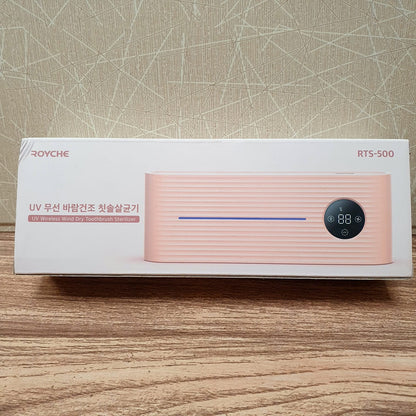 ROYCHE
RTS-500
UV 무선 바람건조 칫솔살균기
UV Wireless Wind Dry Toothbrush Sterilizer
88